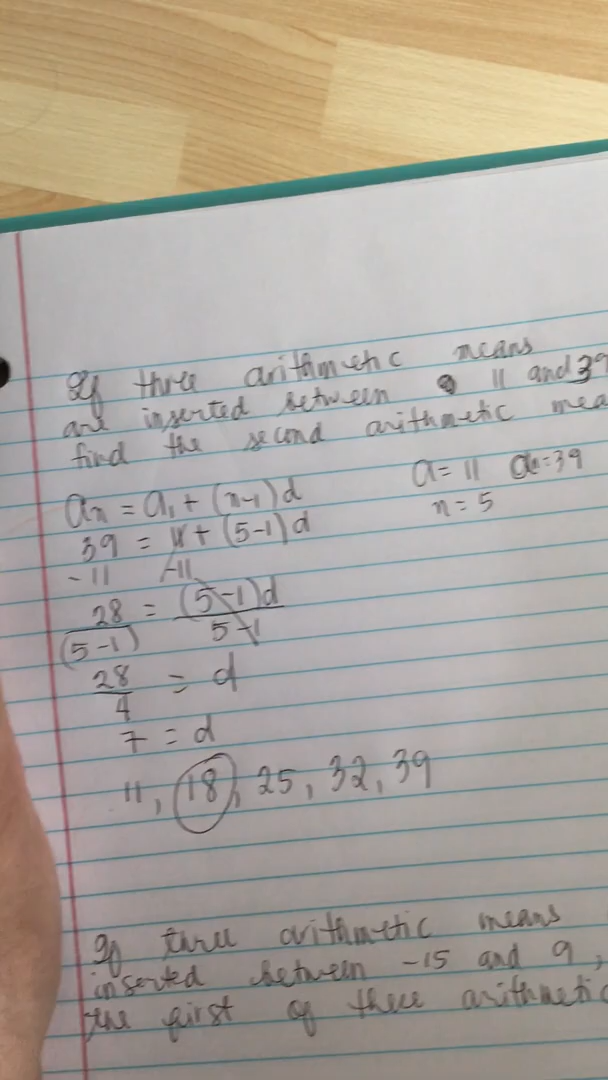 If three arithmetic means
are inserted between 11 and 39
find the second arithmetic mea
a = 11 an = 39
n = 5
an = a1 + (n-1)d
39 = 11 + (5-1)d
-11 -11
28 = (5-1)d
(5-1) 5-1
28 = d
4
7 = d
11, 18, 25, 32, 39
If three arithmetic means
inserted between -15 and 9,
the first of three arithmetic